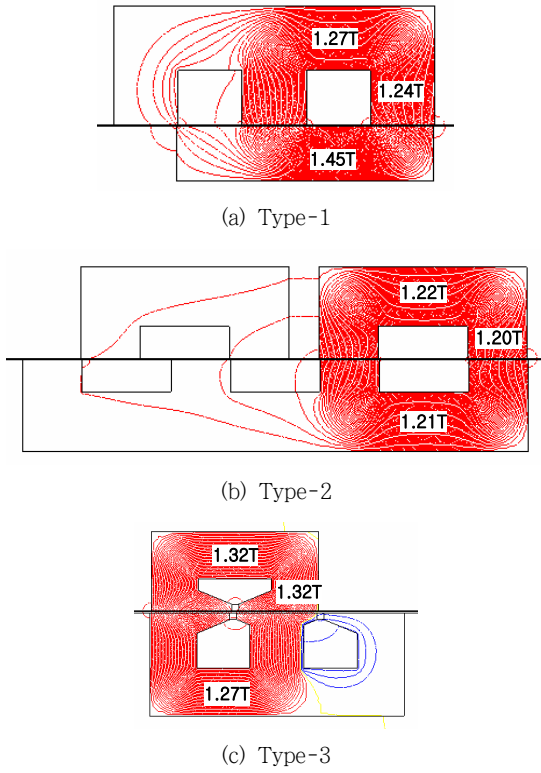 1.27T
1.24T
1.45T
(a) Type-1
1.22T
1.20T
1.21T
(b) Type-2
1.32T
1.32T
1.27T
(c) Type-3